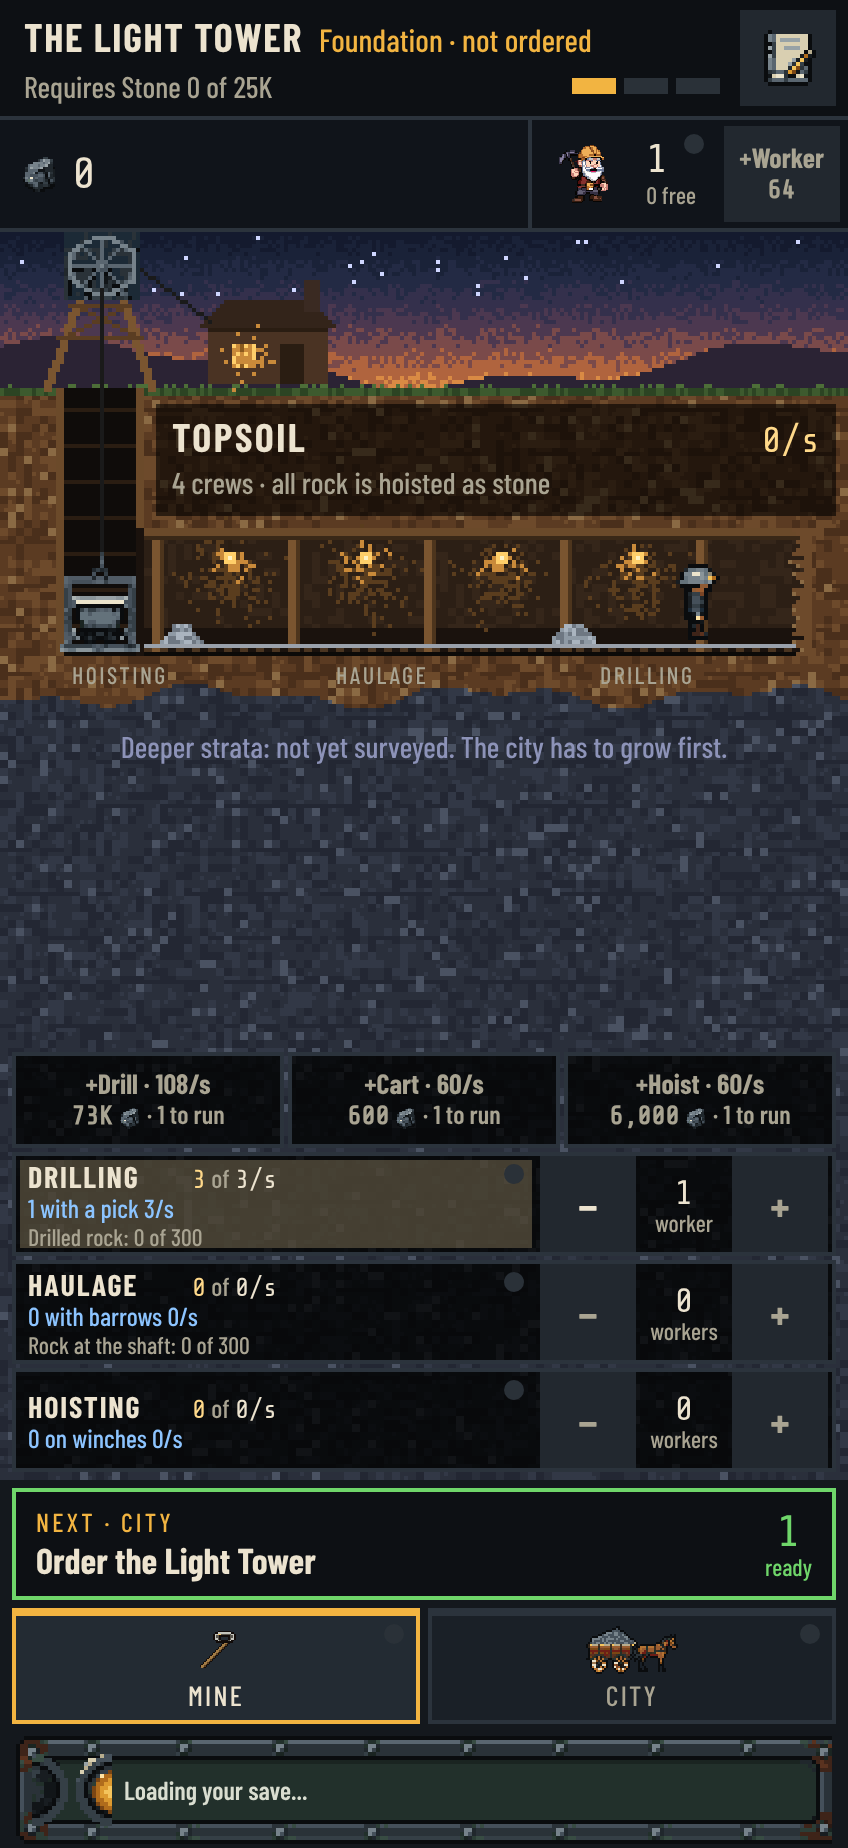 THE LIGHT TOWER Foundation · not ordered
Requires Stone 0 of 25K
0
1
0 free
+Worker
64
TOPSOIL 0/s
4 crews · all rock is hoisted as stone
HOISTING HAULAGE DRILLING
Deeper strata: not yet surveyed. The city has to grow first.
+Drill · 108/s
73K · 1 to run
+Cart · 60/s
600 · 1 to run
+Hoist · 60/s
6,000 · 1 to run
DRILLING 3 of 3/s
1 with a pick 3/s
Drilled rock: 0 of 300
− 1 +
worker
HAULAGE 0 of 0/s
0 with barrows 0/s
Rock at the shaft: 0 of 300
− 0 +
workers
HOISTING 0 of 0/s
0 on winches 0/s
− 0 +
workers
NEXT · CITY
Order the Light Tower
1
ready
MINE
CITY
Loading your save...